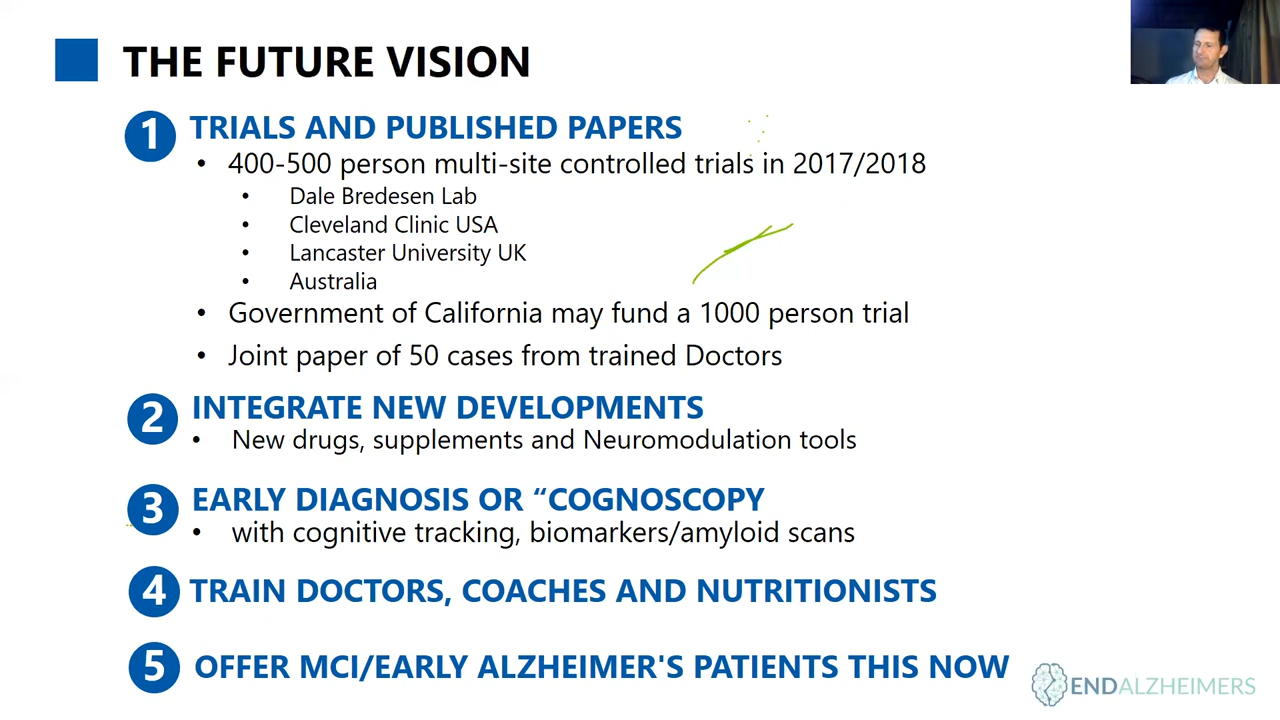 THE FUTURE VISION
1 TRIALS AND PUBLISHED PAPERS
• 400-500 person multi-site controlled trials in 2017/2018
• Dale Bredesen Lab
• Cleveland Clinic USA
• Lancaster University UK
• Australia
• Government of California may fund a 1000 person trial
• Joint paper of 50 cases from trained Doctors
2 INTEGRATE NEW DEVELOPMENTS
• New drugs, supplements and Neuromodulation tools
3 EARLY DIAGNOSIS OR “COGNOSCOPY
• with cognitive tracking, biomarkers/amyloid scans
4 TRAIN DOCTORS, COACHES AND NUTRITIONISTS
5 OFFER MCI/EARLY ALZHEIMER'S PATIENTS THIS NOW
ENDALZHEIMERS